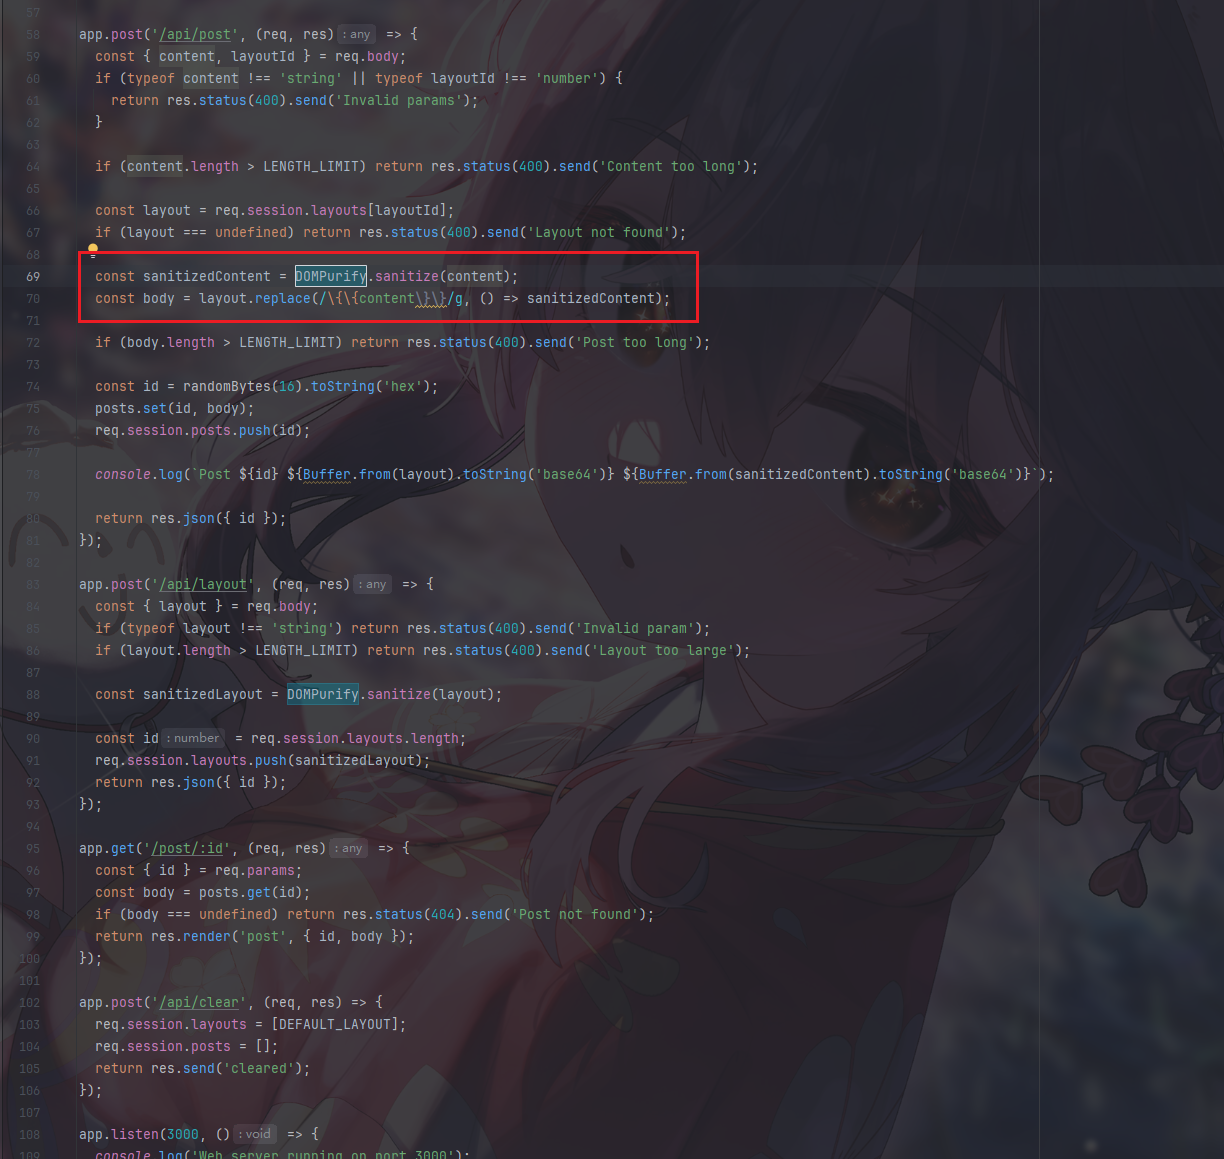 57
58 app.post('/api/post', (req, res) : any => {
59 const { content, layoutId } = req.body;
60 if (typeof content !== 'string' || typeof layoutId !== 'number') {
61 return res.status(400).send('Invalid params');
62 }
63
64 if (content.length > LENGTH_LIMIT) return res.status(400).send('Content too long');
65
66 const layout = req.session.layouts[layoutId];
67 if (layout === undefined) return res.status(400).send('Layout not found');
68
69 const sanitizedContent = DOMPurify.sanitize(content);
70 const body = layout.replace(/\{\{content\}\}/g, () => sanitizedContent);
71
72 if (body.length > LENGTH_LIMIT) return res.status(400).send('Post too long');
73
74 const id = randomBytes(16).toString('hex');
75 posts.set(id, body);
76 req.session.posts.push(id);
77
78 console.log(`Post ${id} ${Buffer.from(layout).toString('base64')} ${Buffer.from(sanitizedContent).toString('base64')}`);
79
80 return res.json({ id });
81 });
82
83 app.post('/api/layout', (req, res) : any => {
84 const { layout } = req.body;
85 if (typeof layout !== 'string') return res.status(400).send('Invalid param');
86 if (layout.length > LENGTH_LIMIT) return res.status(400).send('Layout too large');
87
88 const sanitizedLayout = DOMPurify.sanitize(layout);
89
90 const id : number = req.session.layouts.length;
91 req.session.layouts.push(sanitizedLayout);
92 return res.json({ id });
93 });
94
95 app.get('/post/:id', (req, res) : any => {
96 const { id } = req.params;
97 const body = posts.get(id);
98 if (body === undefined) return res.status(404).send('Post not found');
99 return res.render('post', { id, body });
100 });
101
102 app.post('/api/clear', (req, res) => {
103 req.session.layouts = [DEFAULT_LAYOUT];
104 req.session.posts = [];
105 return res.send('cleared');
106 });
107
108 app.listen(3000, () : void => {
109 console.log('Web server running on port 3000');